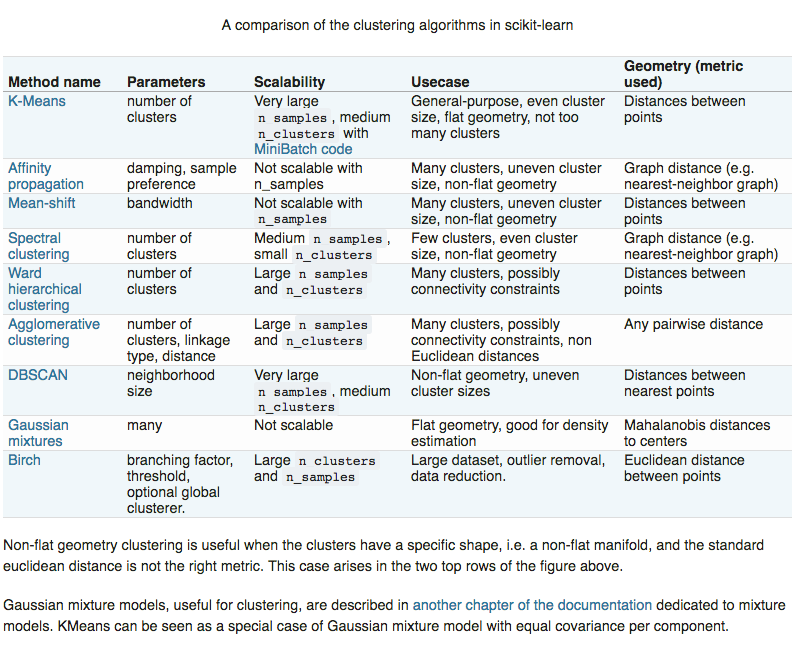 A comparison of the clustering algorithms in scikit-learn
Method name Parameters Scalability Usecase Geometry (metric used)
K-Means number of clusters Very large n_samples, medium n_clusters with MiniBatch code General-purpose, even cluster size, flat geometry, not too many clusters Distances between points
Affinity propagation damping, sample preference Not scalable with n_samples Many clusters, uneven cluster size, non-flat geometry Graph distance (e.g. nearest-neighbor graph)
Mean-shift bandwidth Not scalable with n_samples Many clusters, uneven cluster size, non-flat geometry Distances between points
Spectral clustering number of clusters Medium n_samples, small n_clusters Few clusters, even cluster size, non-flat geometry Graph distance (e.g. nearest-neighbor graph)
Ward hierarchical clustering number of clusters Large n_samples and n_clusters Many clusters, possibly connectivity constraints Distances between points
Agglomerative clustering number of clusters, linkage type, distance Large n_samples and n_clusters Many clusters, possibly connectivity constraints, non Euclidean distances Any pairwise distance
DBSCAN neighborhood size Very large n_samples, medium n_clusters Non-flat geometry, uneven cluster sizes Distances between nearest points
Gaussian mixtures many Not scalable Flat geometry, good for density estimation Mahalanobis distances to centers
Birch branching factor, threshold, optional global clusterer. Large n_clusters and n_samples Large dataset, outlier removal, data reduction. Euclidean distance between points
Non-flat geometry clustering is useful when the clusters have a specific shape, i.e. a non-flat manifold, and the standard
euclidean distance is not the right metric. This case arises in the two top rows of the figure above.
Gaussian mixture models, useful for clustering, are described in another chapter of the documentation dedicated to mixture
models. KMeans can be seen as a special case of Gaussian mixture model with equal covariance per component.